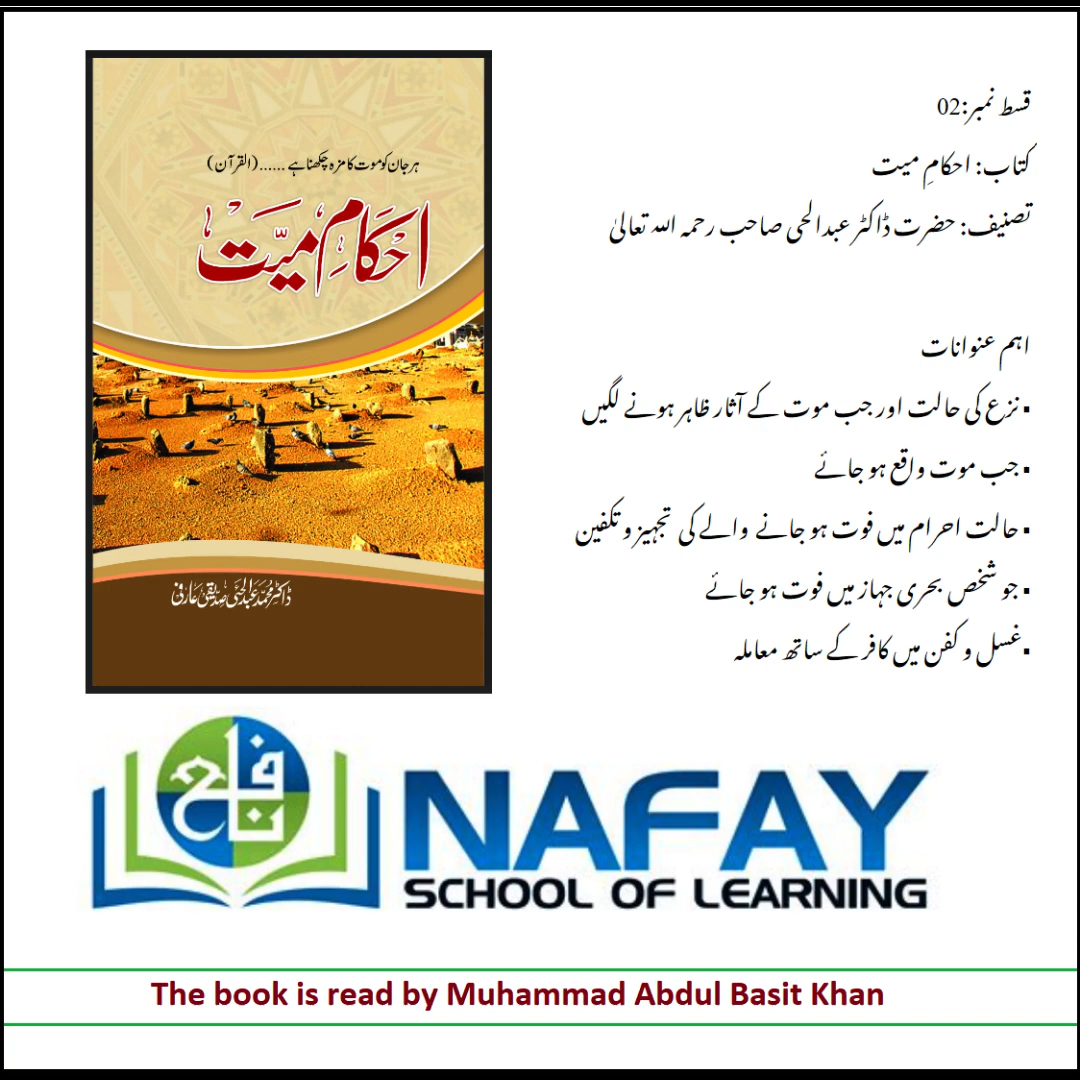 قسط نمبر:02
کتاب: احکامِ میت
تصنیف: حضرت ڈاکٹر عبدالحی صاحب رحمہ اللہ تعالیٰ
اہم عنوانات
▪ نزع کی حالت اور جب موت کے آثار ظاہر ہونے لگیں
▪ جب موت واقع ہو جائے
▪ حالت احرام میں فوت ہو جانے والے کی تجہیز و تکفین
▪ جو شخص بحری جہاز میں فوت ہو جائے
▪ غسل و کفن میں کافر کے ساتھ معاملہ
ہر جان کو موت کا مزہ چکھنا ہے ......(القرآن)
احکامِ میّت
ڈاکٹر محمّد عبدالحئی صدیقی عارفی
نافع
NAFAY
SCHOOL OF LEARNING
The book is read by Muhammad Abdul Basit Khan